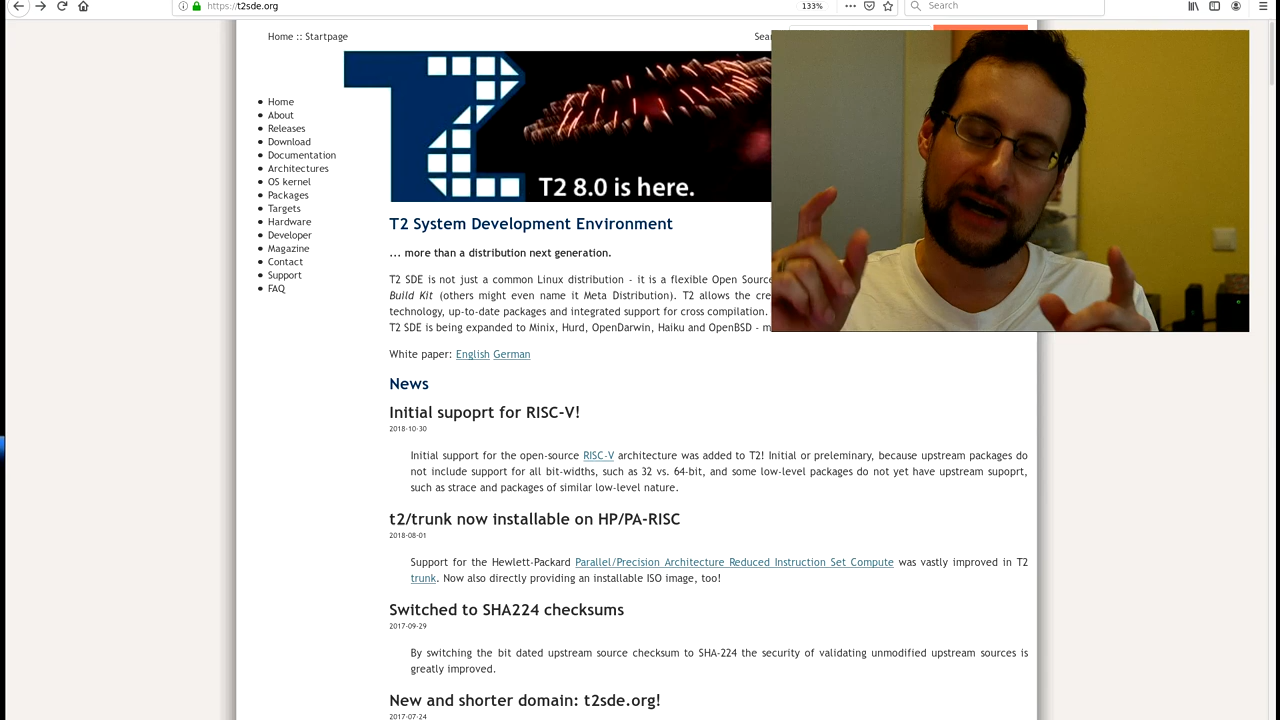 https://t2sde.org
133%
Search
Home :: Startpage
Sear
Home
About
Releases
Download
Documentation
Architectures
OS kernel
Packages
Targets
Hardware
Developer
Magazine
Contact
Support
FAQ
T2 8.0 is here.
T2 System Development Environment
... more than a distribution next generation.
T2 SDE is not just a common Linux distribution - it is a flexible Open Source
Build Kit (others might even name it Meta Distribution). T2 allows the cre
technology, up-to-date packages and integrated support for cross compilation.
T2 SDE is being expanded to Minix, Hurd, OpenDarwin, Haiku and OpenBSD - m
White paper: English German
News
Initial supoprt for RISC-V!
2018-10-30
Initial support for the open-source RISC-V architecture was added to T2! Initial or preleminary, because upstream packages do
not include support for all bit-widths, such as 32 vs. 64-bit, and some low-level packages do not yet have upstream supoprt,
such as strace and packages of similar low-level nature.
t2/trunk now installable on HP/PA-RISC
2018-08-01
Support for the Hewlett-Packard Parallel/Precision Architecture Reduced Instruction Set Compute was vastly improved in T2
trunk. Now also directly providing an installable ISO image, too!
Switched to SHA224 checksums
2017-09-29
By switching the bit dated upstream source checksum to SHA-224 the security of validating unmodified upstream sources is
greatly improved.
New and shorter domain: t2sde.org!
2017-07-24